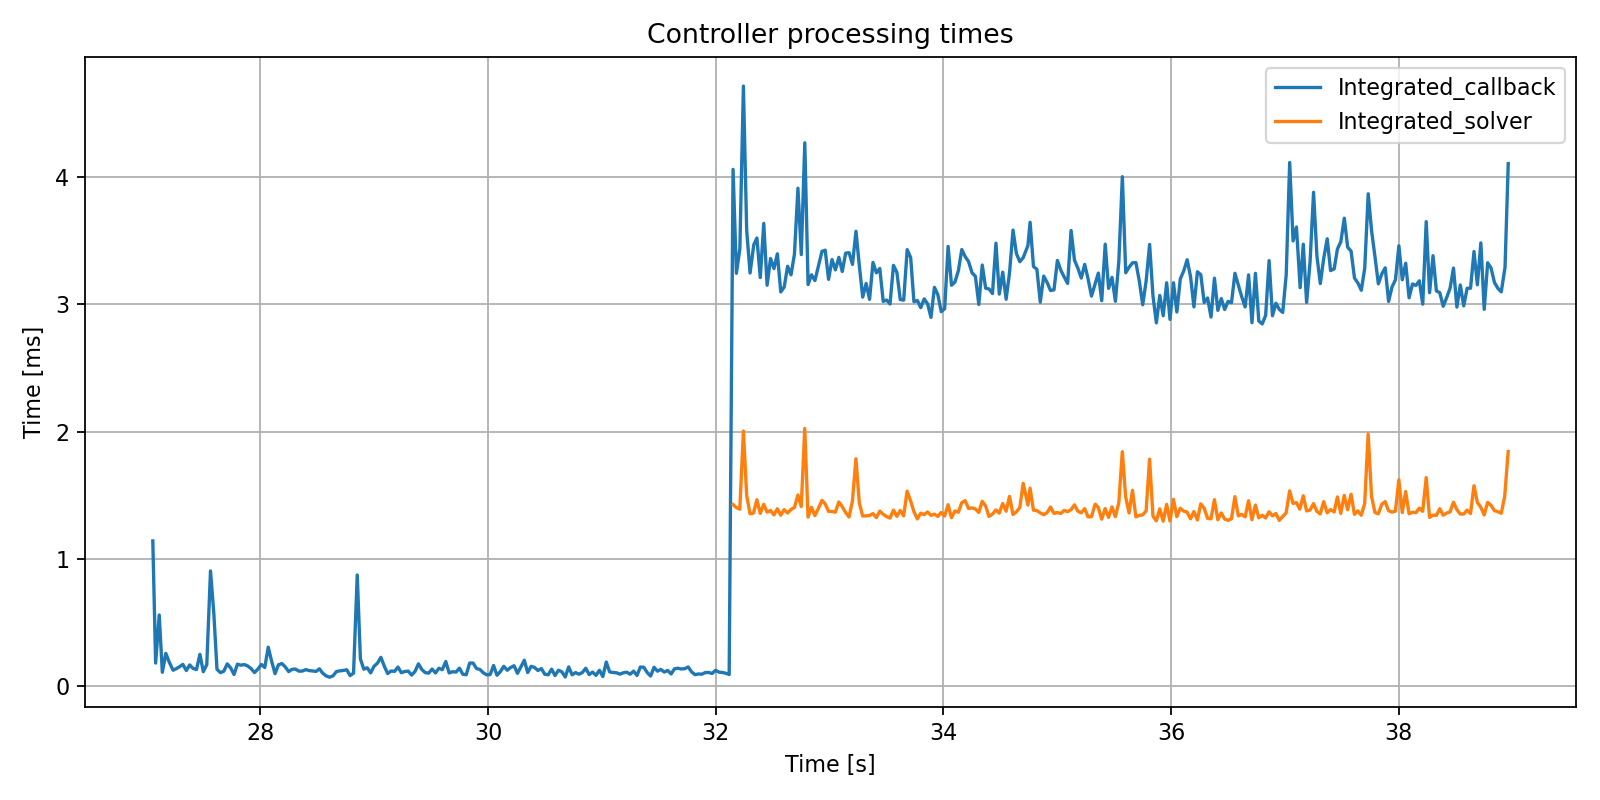 Controller processing times
Integrated_callback
Integrated_solver
Time [ms]
4
3
2
1
0
28 30 32 34 36 38
Time [s]